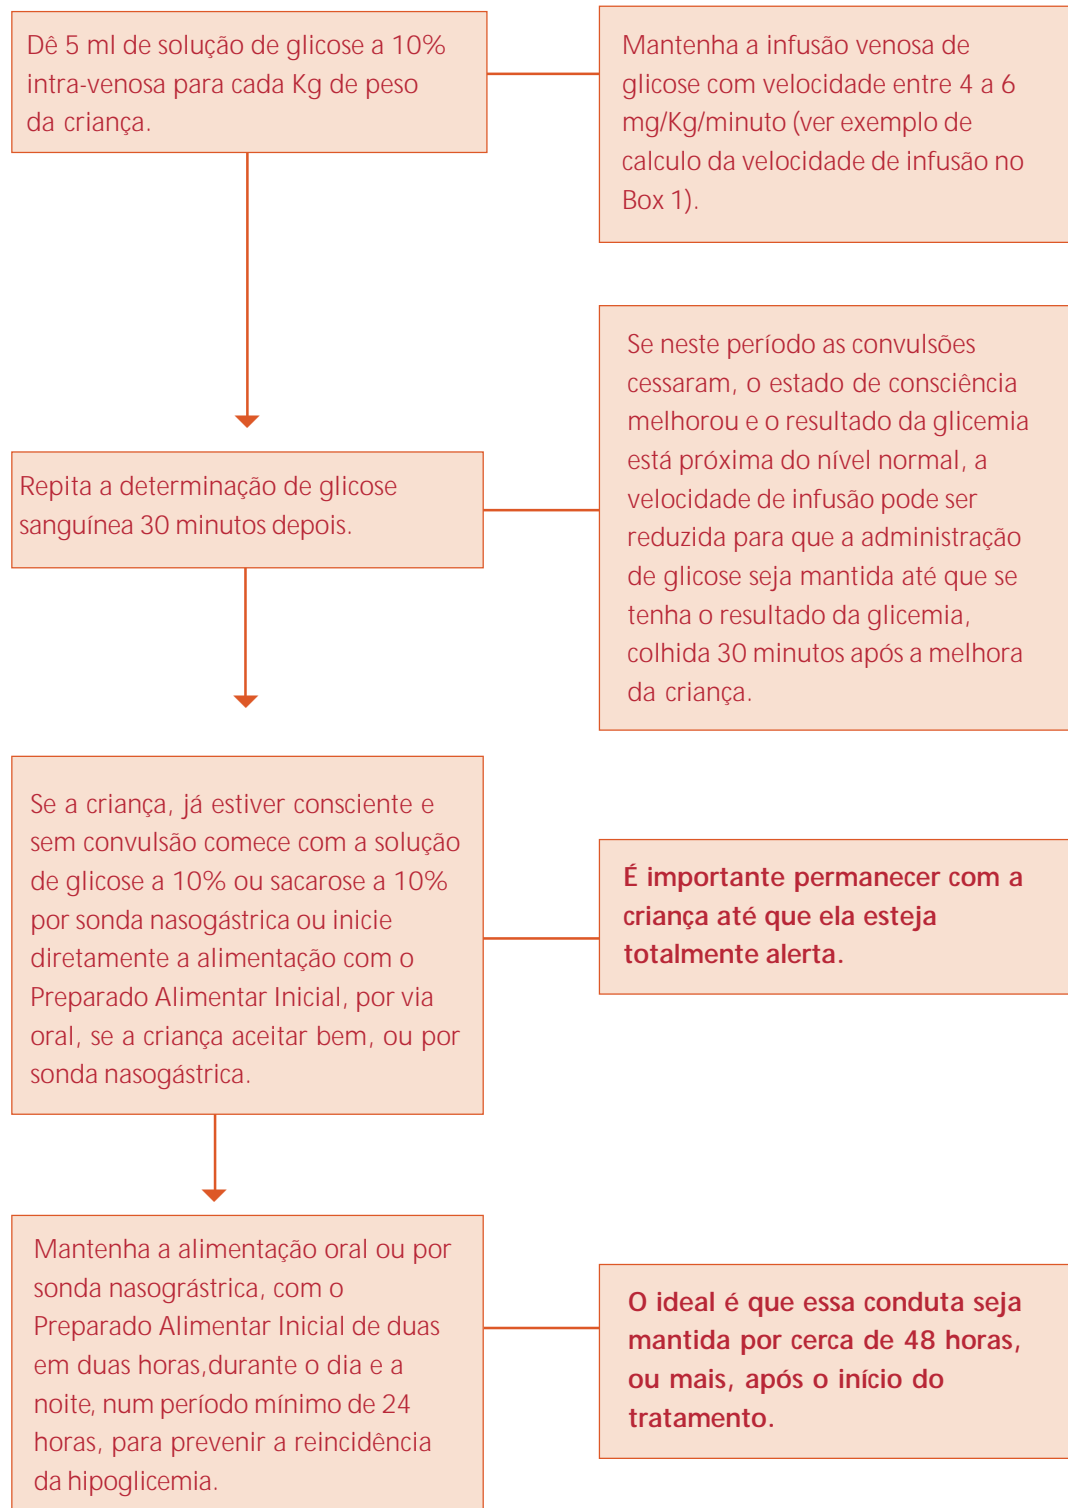 Dê 5 ml de solução de glicose a 10%
intra-venosa para cada Kg de peso
da criança.
Mantenha a infusão venosa de
glicose com velocidade entre 4 a 6
mg/Kg/minuto (ver exemplo de
calculo da velocidade de infusão no
Box 1).
Repita a determinação de glicose
sanguínea 30 minutos depois.
Se neste período as convulsões
cessaram, o estado de consciência
melhorou e o resultado da glicemia
está próxima do nível normal, a
velocidade de infusão pode ser
reduzida para que a administração
de glicose seja mantida até que se
tenha o resultado da glicemia,
colhida 30 minutos após a melhora
da criança.
Se a criança, já estiver consciente e
sem convulsão comece com a solução
de glicose a 10% ou sacarose a 10%
por sonda nasogástrica ou inicie
diretamente a alimentação com o
Preparado Alimentar Inicial, por via
oral, se a criança aceitar bem, ou por
sonda nasogástrica.
É importante permanecer com a
criança até que ela esteja
totalmente alerta.
Mantenha a alimentação oral ou por
sonda nasográstrica, com o
Preparado Alimentar Inicial de duas
em duas horas,durante o dia e a
noite, num período mínimo de 24
horas, para prevenir a reincidência
da hipoglicemia.
O ideal é que essa conduta seja
mantida por cerca de 48 horas,
ou mais, após o início do
tratamento.